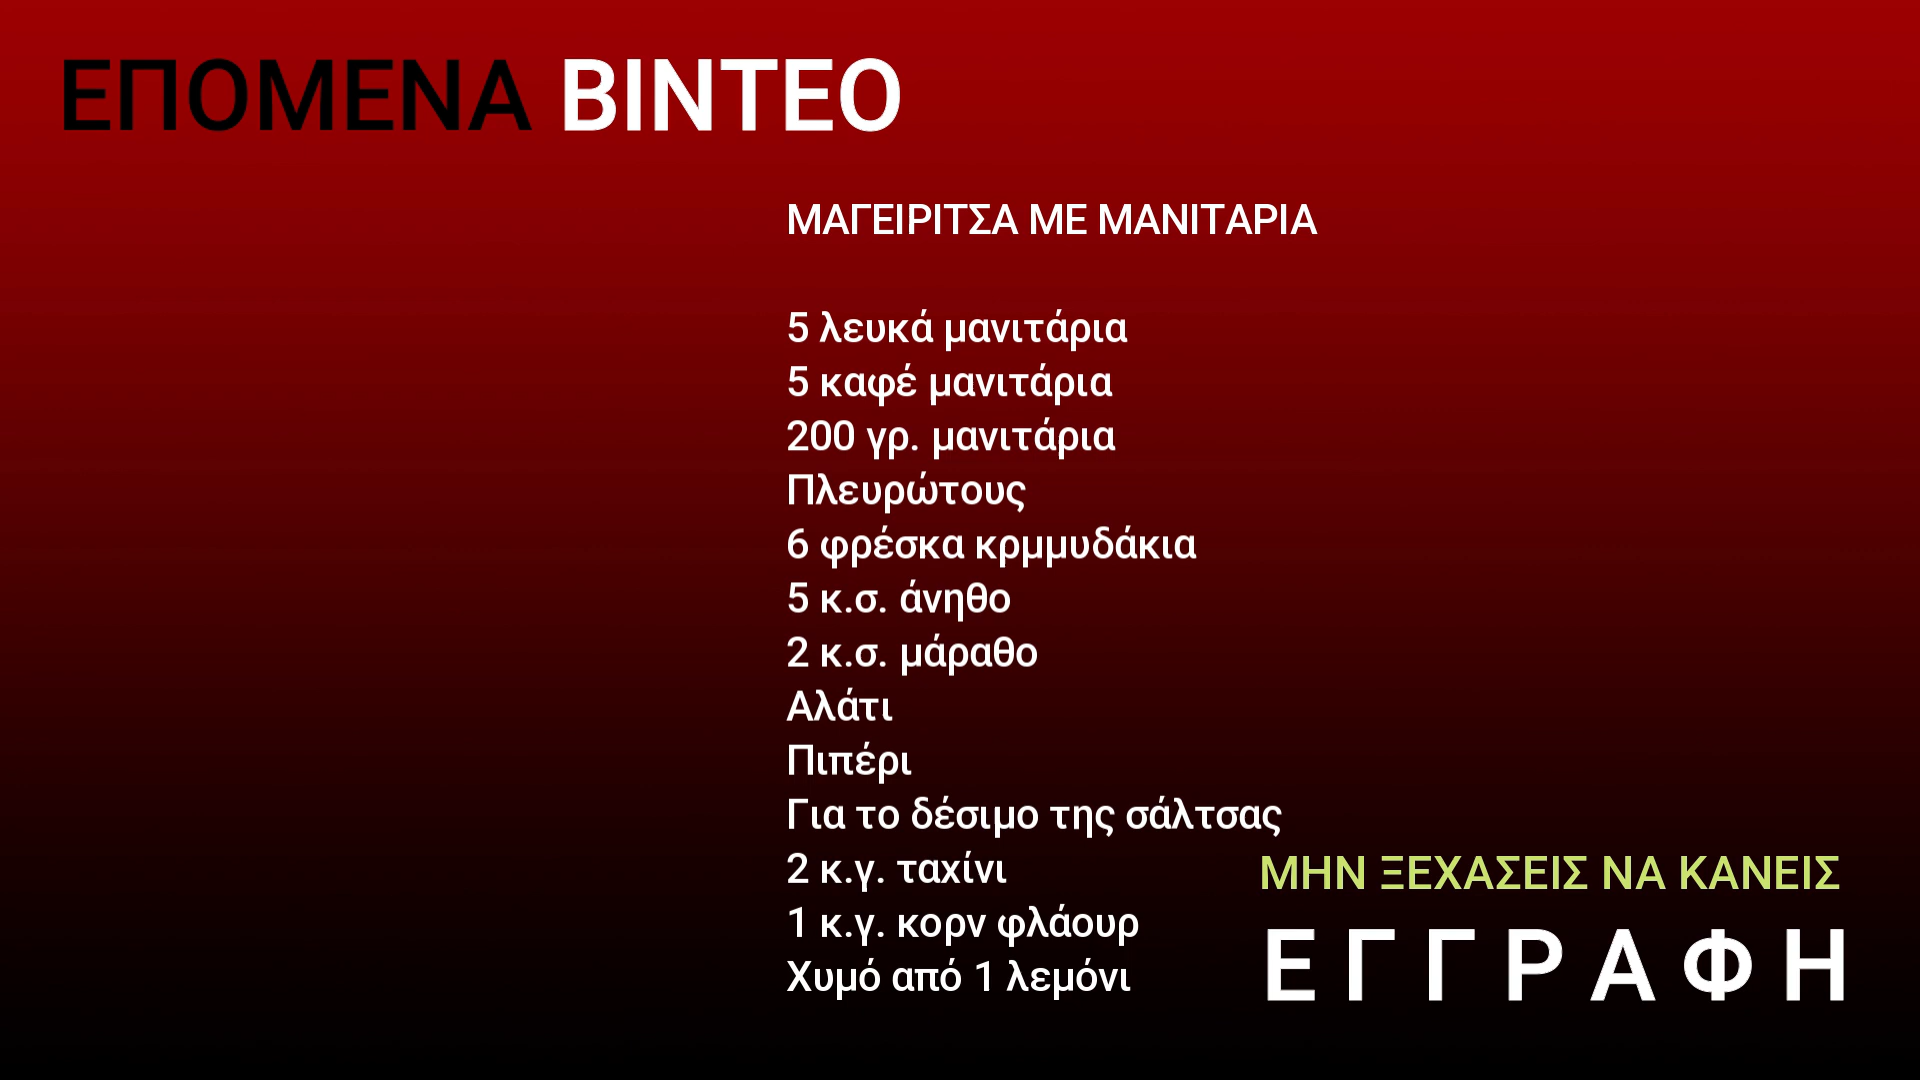 ΕΠΟΜΕΝΑ ΒΙΝΤΕΟ
ΜΑΓΕΙΡΙΤΣΑ ΜΕ ΜΑΝΙΤΑΡΙΑ
5 λευκά μανιτάρια
5 καφέ μανιτάρια
200 γρ. μανιτάρια
Πλευρώτους
6 φρέσκα κρμμυδάκια
5 κ.σ. άνηθο
2 κ.σ. μάραθο
Αλάτι
Πιπέρι
Για το δέσιμο της σάλτσας
2 κ.γ. ταχίνι
1 κ.γ. κορν φλάουρ
Χυμό από 1 λεμόνι
ΜΗΝ ΞΕΧΑΣΕΙΣ ΝΑ ΚΑΝΕΙΣ
ΕΓΓΡΑΦΗ